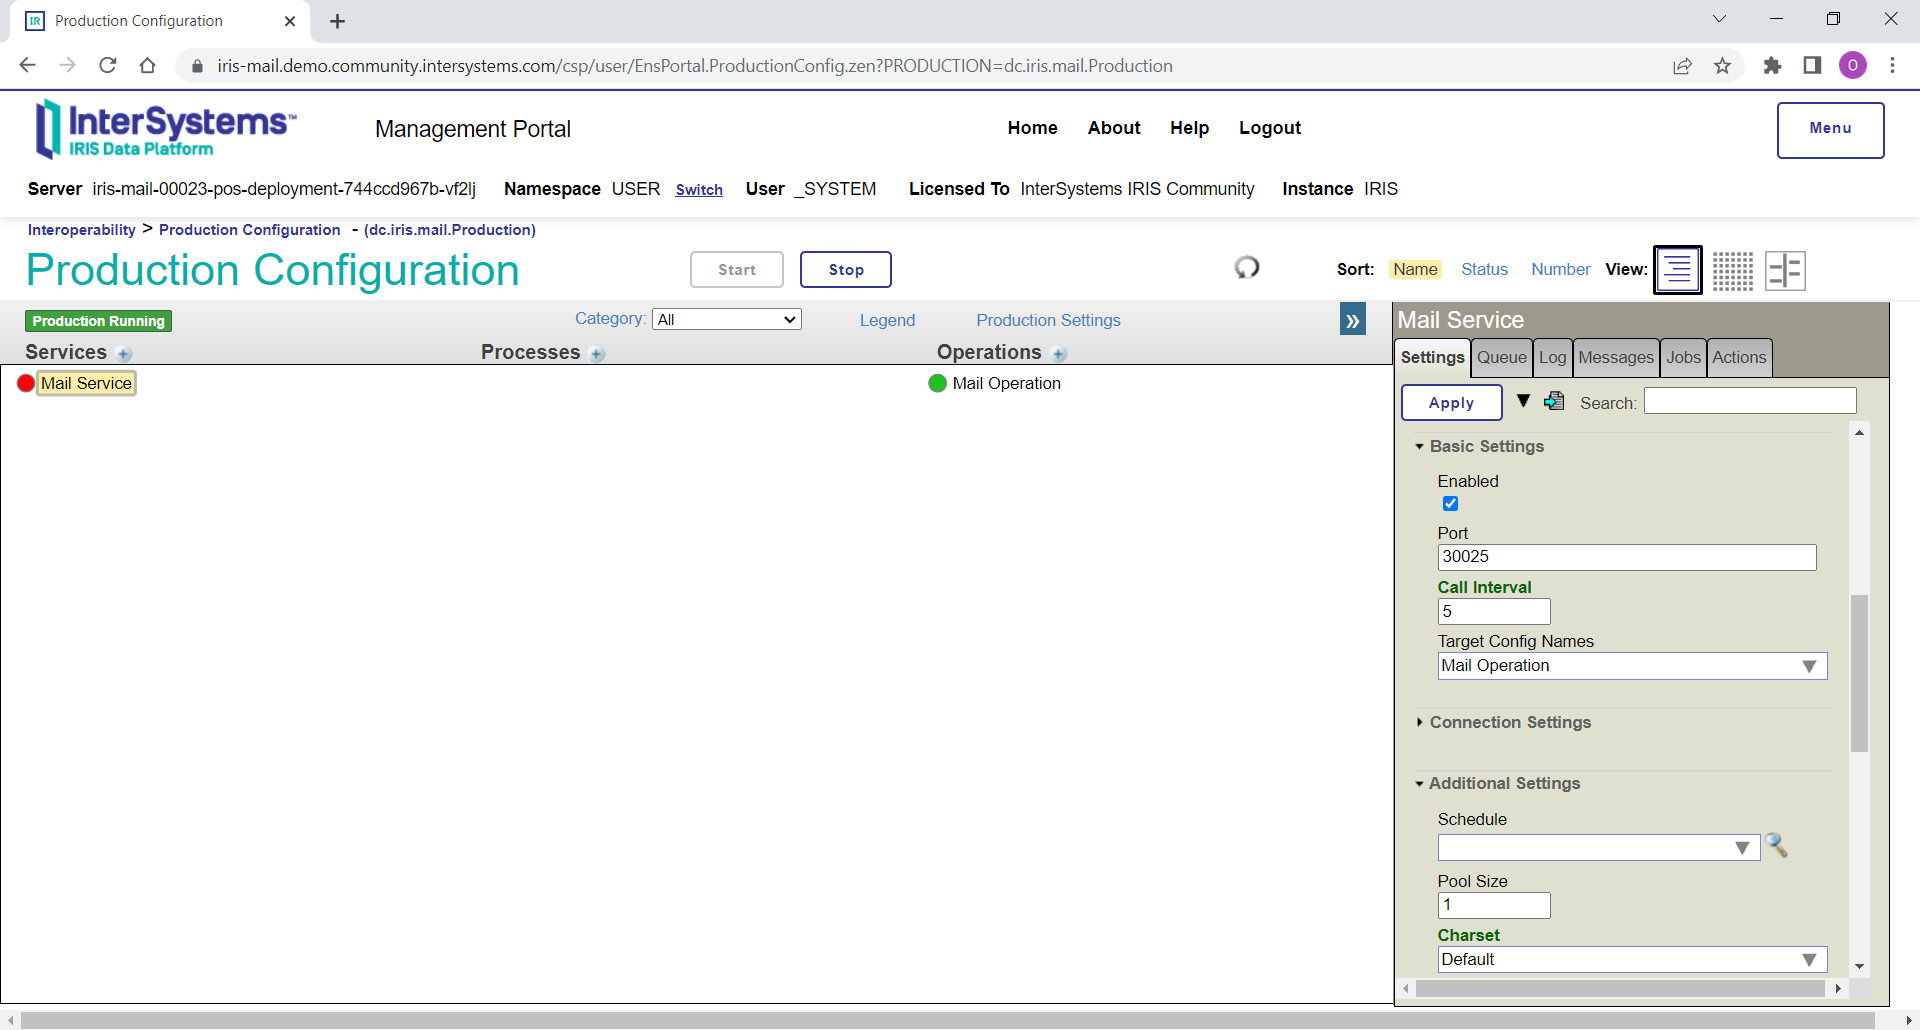 IR Production Configuration
iris-mail.demo.community.intersystems.com/csp/user/EnsPortal.ProductionConfig.zen?PRODUCTION=dc.iris.mail.Production
O
InterSystems™
IRIS Data Platform
Management Portal
Home About Help Logout
Menu
Server iris-mail-00023-pos-deployment-744ccd967b-vf2lj Namespace USER Switch User _SYSTEM Licensed To InterSystems IRIS Community Instance IRIS
Interoperability > Production Configuration - (dc.iris.mail.Production)
Production Configuration
Start Stop
Sort: Name Status Number View:
Production Running
Category: All
Legend
Production Settings
»
Services Processes Operations
Mail Service
Mail Operation
Mail Service
Settings Queue Log Messages Jobs Actions
Apply
Search:
Basic Settings
Enabled
Port
30025
Call Interval
5
Target Config Names
Mail Operation
Connection Settings
Additional Settings
Schedule
Pool Size
1
Charset
Default